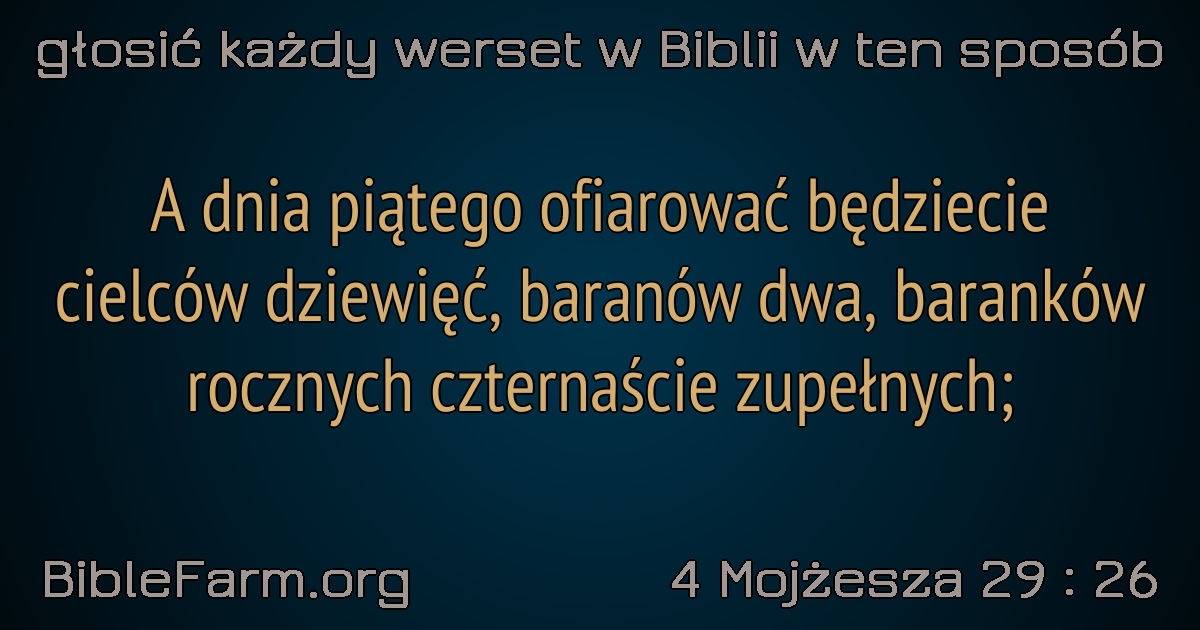 głosić każdy werset w Biblii w ten sposób
A dnia piątego ofiarować będziecie
cielców dziewięć, baranów dwa, baranków
rocznych czternaście zupełnych;
BibleFarm.org
4 Mojżesza 29 : 26